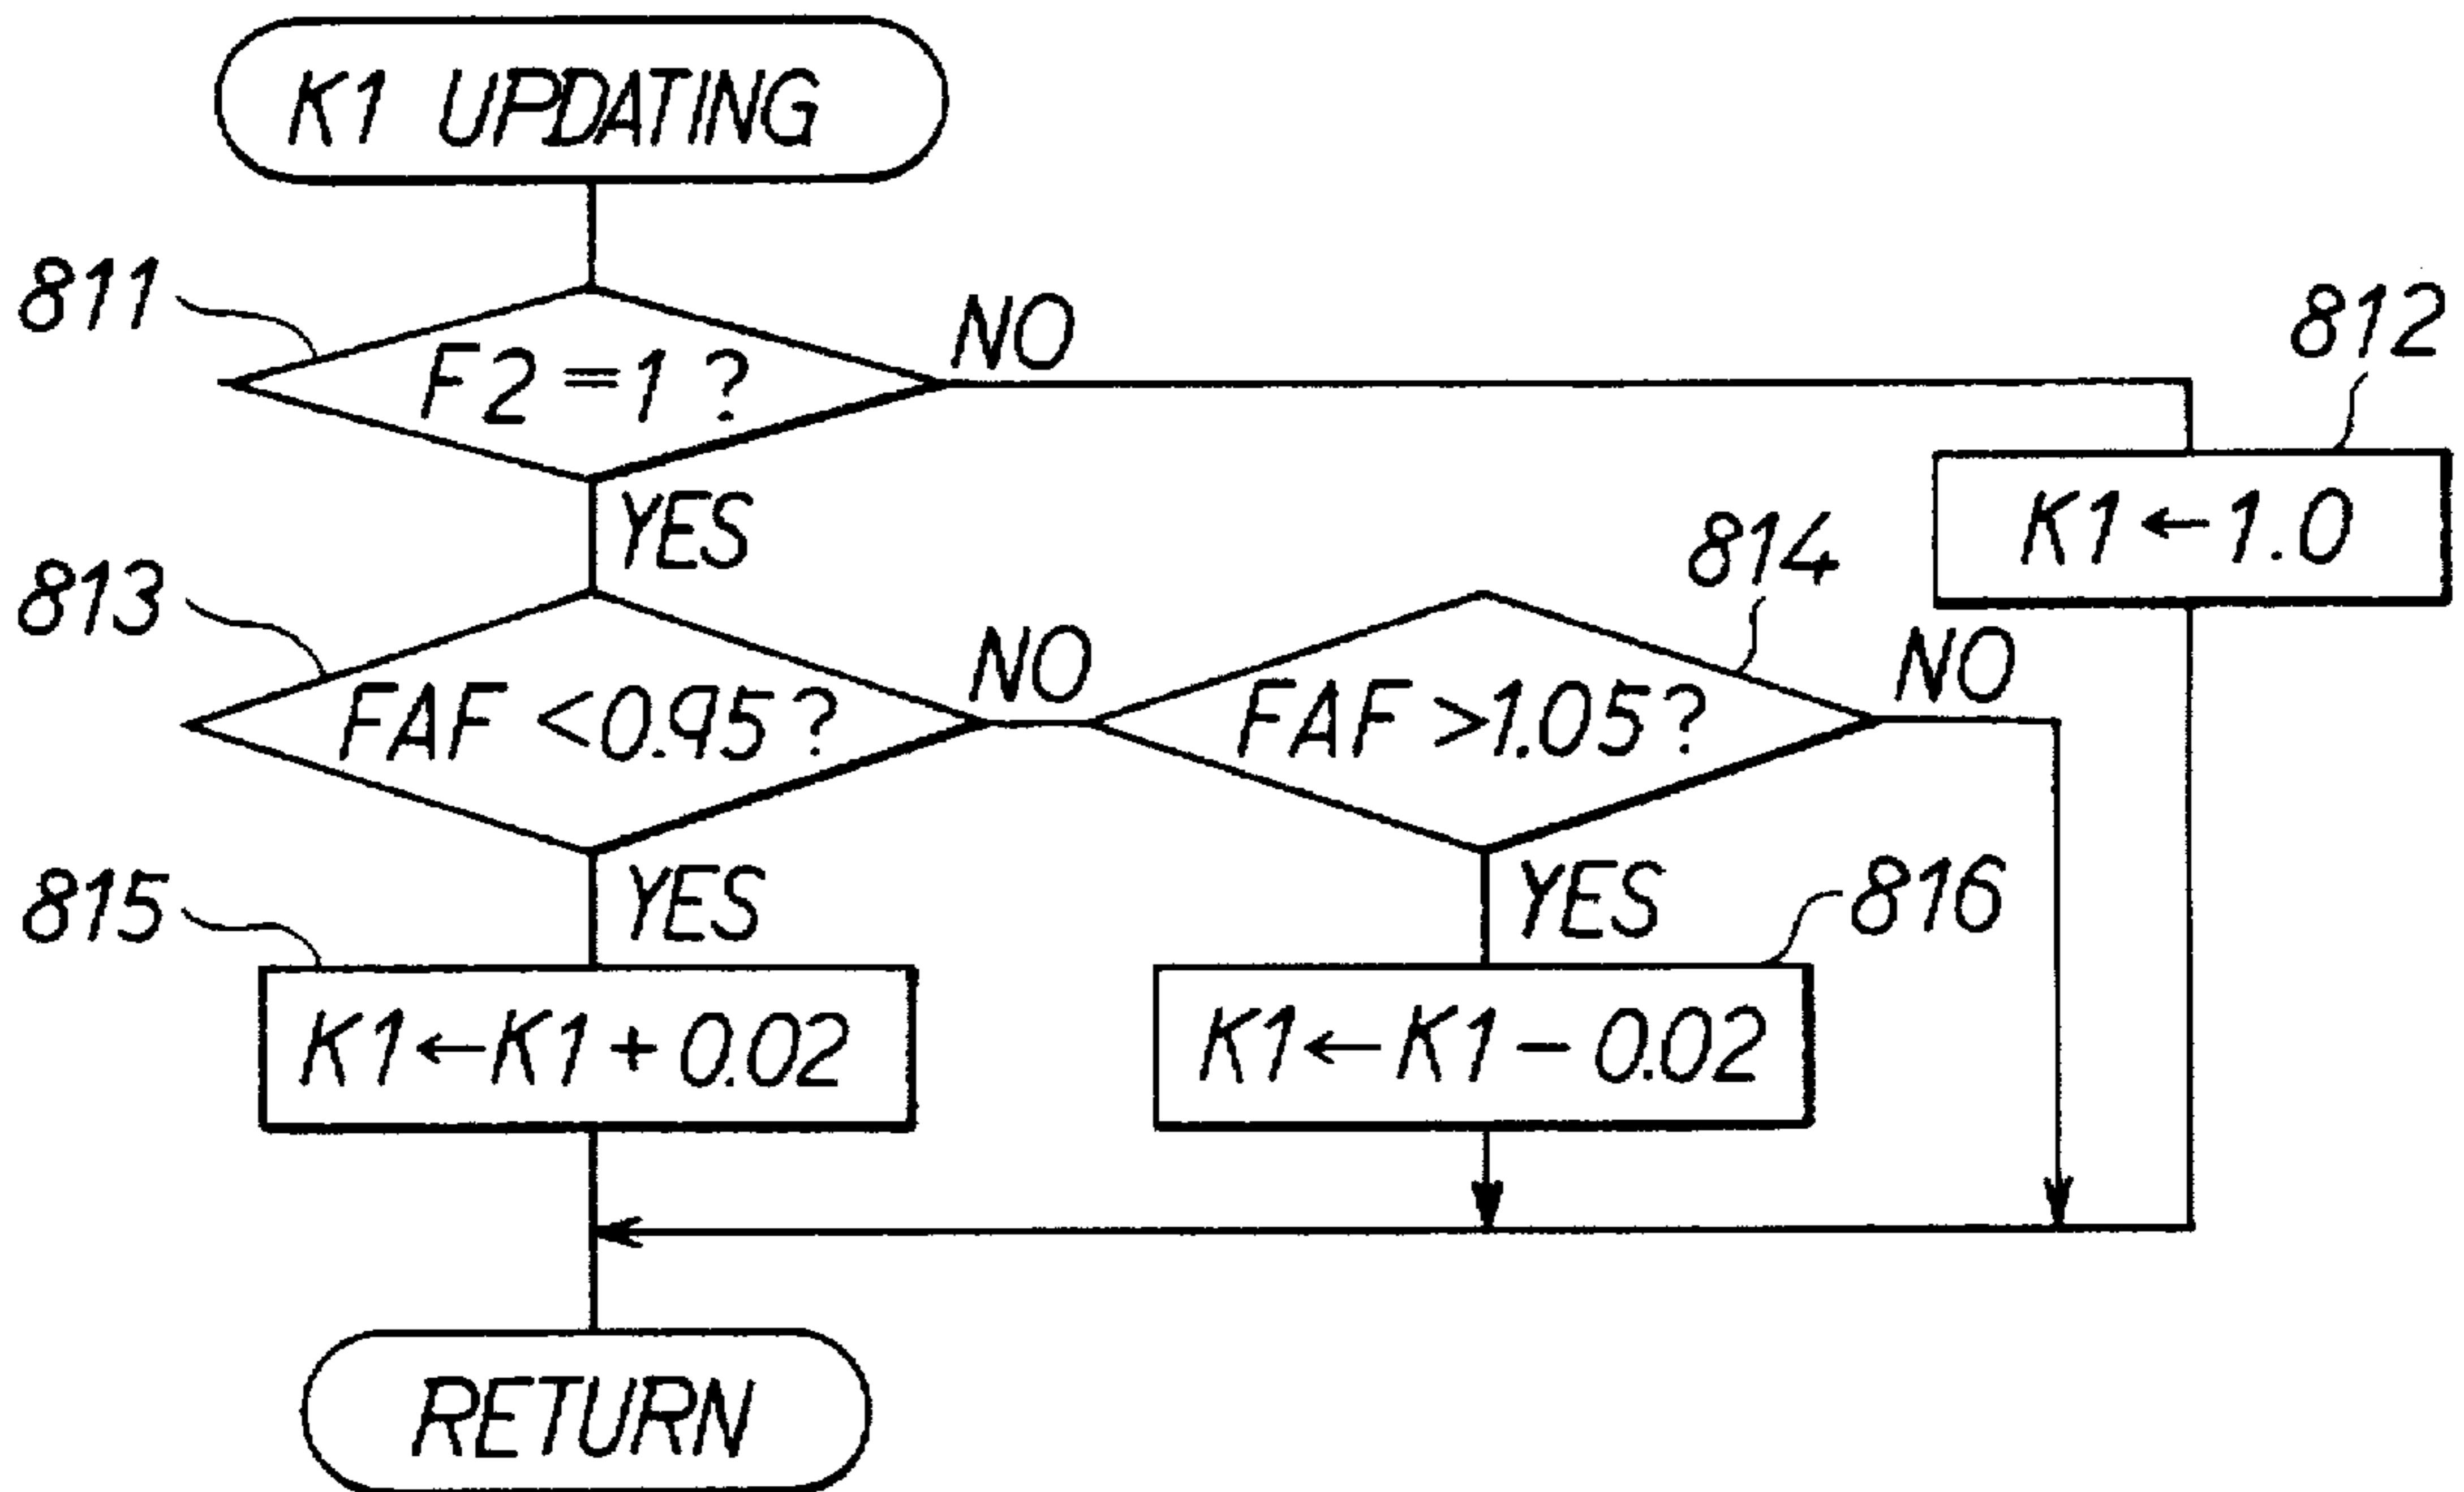 K1 UPDATING
811
F2=1?
NO
812
YES
K1←1.0
813
FAF<0.95?
NO
814
FAF>1.05?
NO
815
YES
YES
816
K1←K1+0.02
K1←K1−0.02
RETURN